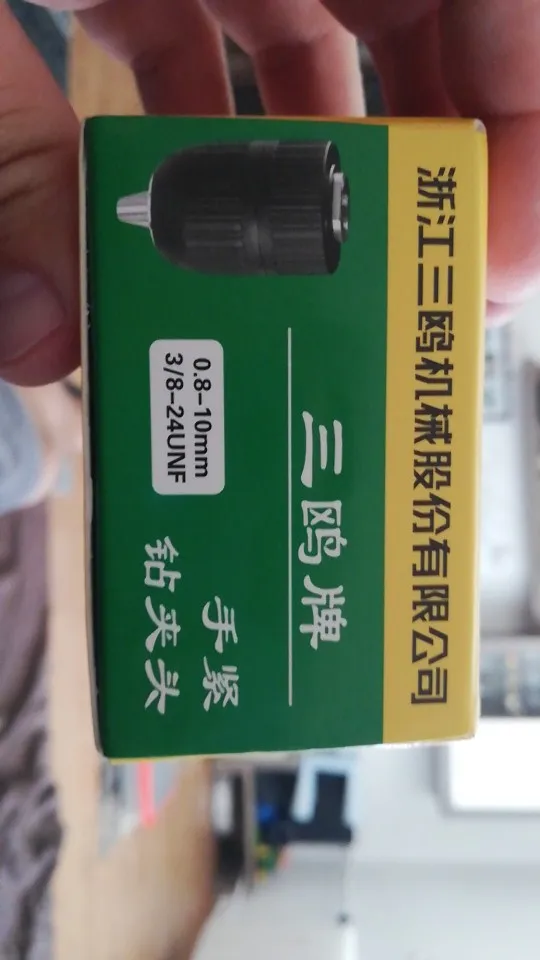 浙江三鸥机械股份有限公司
三鸥牌
0.8-10mm
3/8-24UNF
手紧
钻夹头